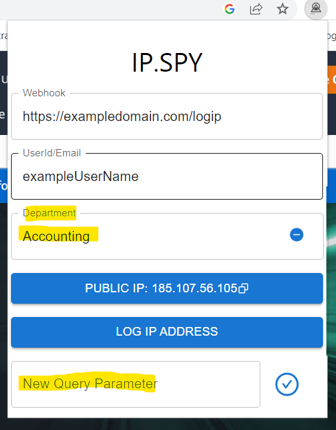 IP.SPY
Webhook
https://exampledomain.com/logip
UserId/Email
exampleUserName
Department
Accounting
PUBLIC IP: 185.107.56.105
LOG IP ADDRESS
New Query Parameter